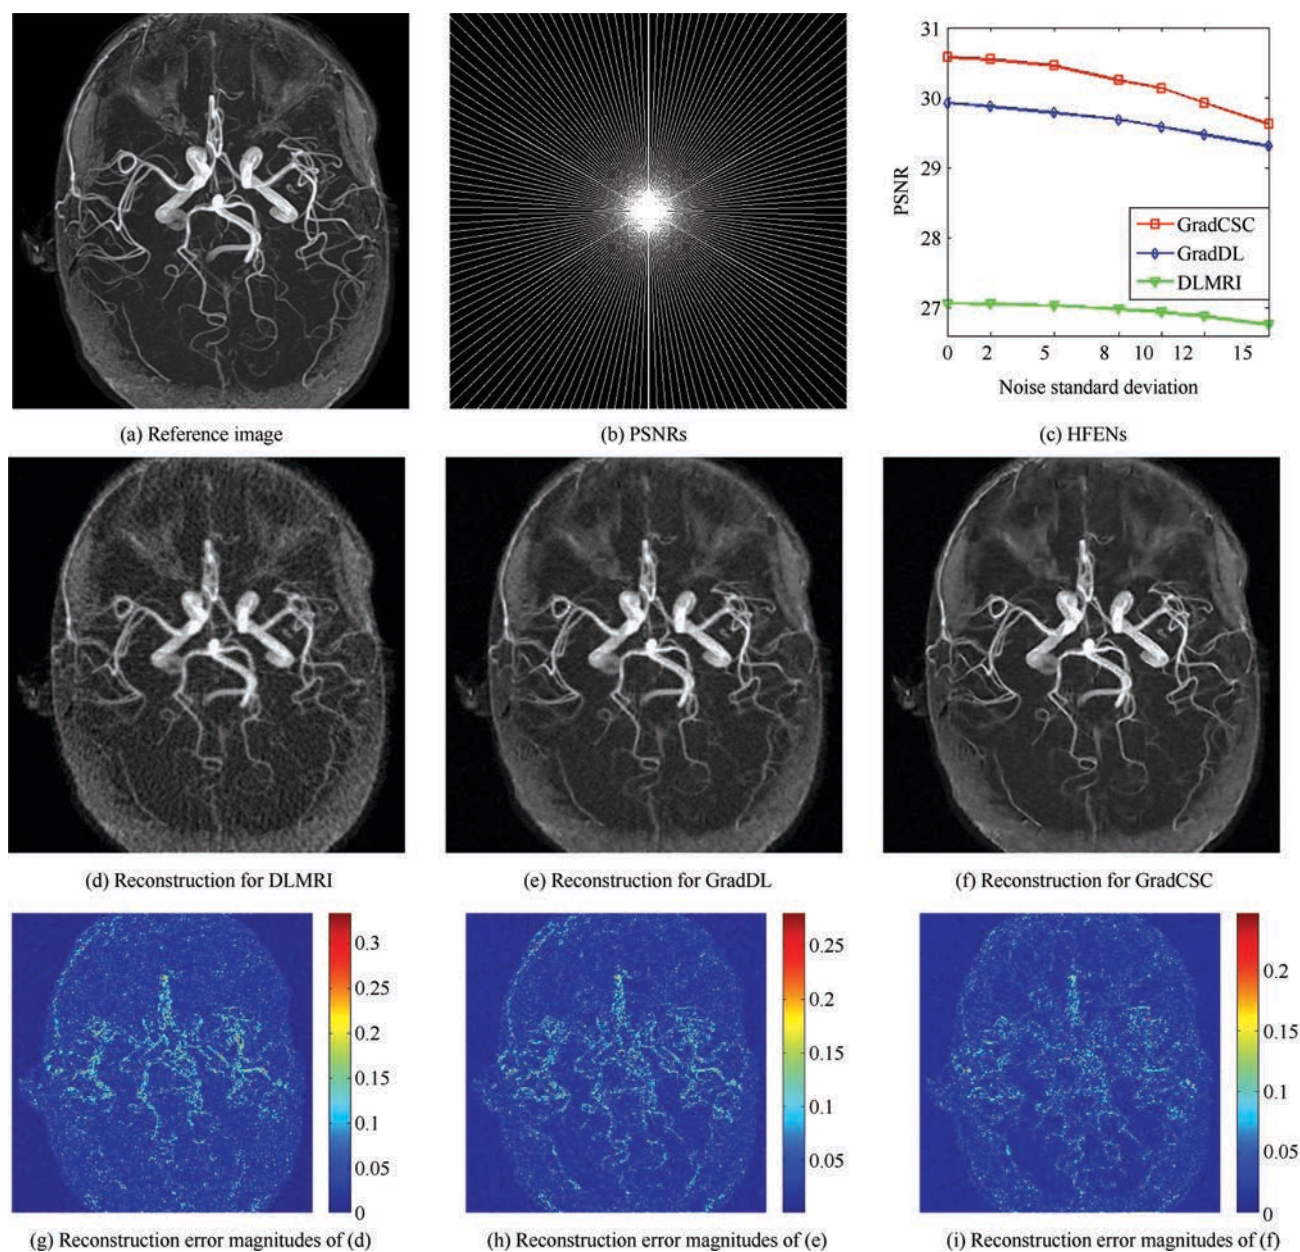 31
30
29
28
27
PSNR
GradCSC
GradDL
DLMRI
0 2 5 8 10 12 15
Noise standard deviation
(a) Reference image
(b) PSNRs
(c) HFENs
(d) Reconstruction for DLMRI
(e) Reconstruction for GradDL
(f) Reconstruction for GradCSC
0.3
0.25
0.2
0.15
0.1
0.05
0
0.25
0.2
0.15
0.1
0.05
0.2
0.15
0.1
0.05
0
(g) Reconstruction error magnitudes of (d)
(h) Reconstruction error magnitudes of (e)
(i) Reconstruction error magnitudes of (f)